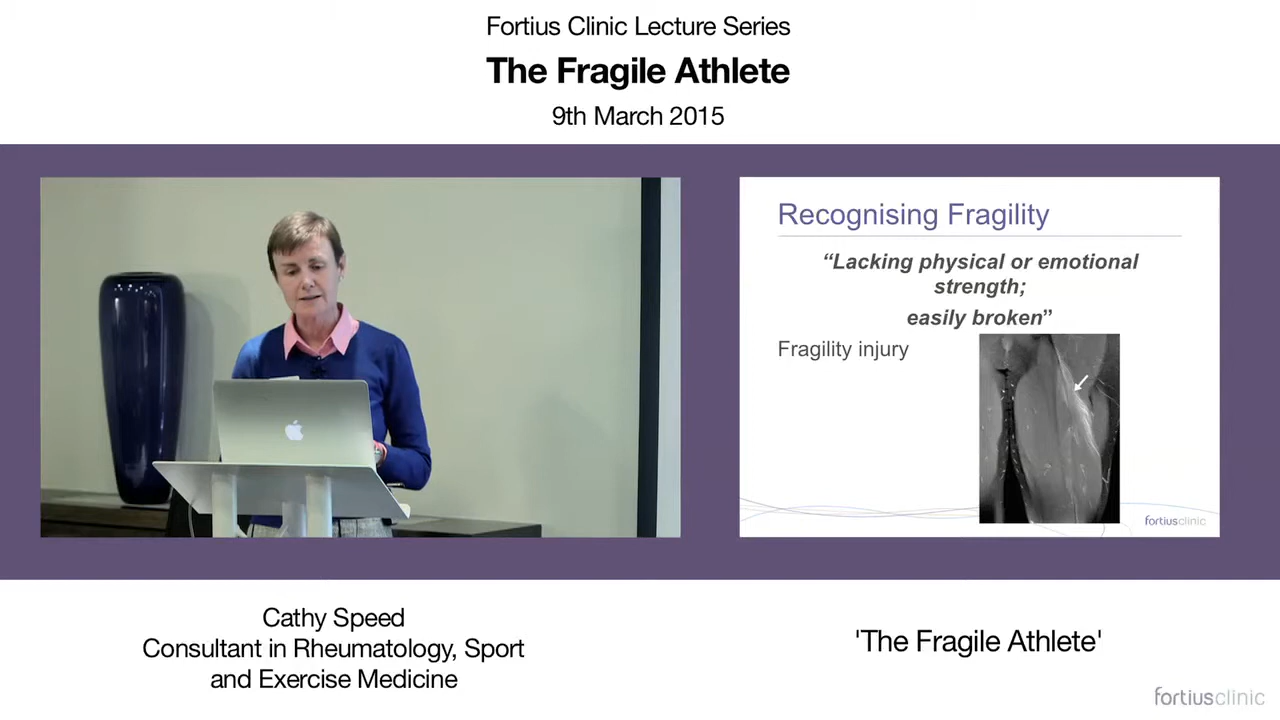 Fortius Clinic Lecture Series
The Fragile Athlete
9th March 2015
Recognising Fragility
“Lacking physical or emotional
strength;
easily broken”
Fragility injury
fortiusclinic
Cathy Speed
Consultant in Rheumatology, Sport
and Exercise Medicine
'The Fragile Athlete'
fortiusclinic